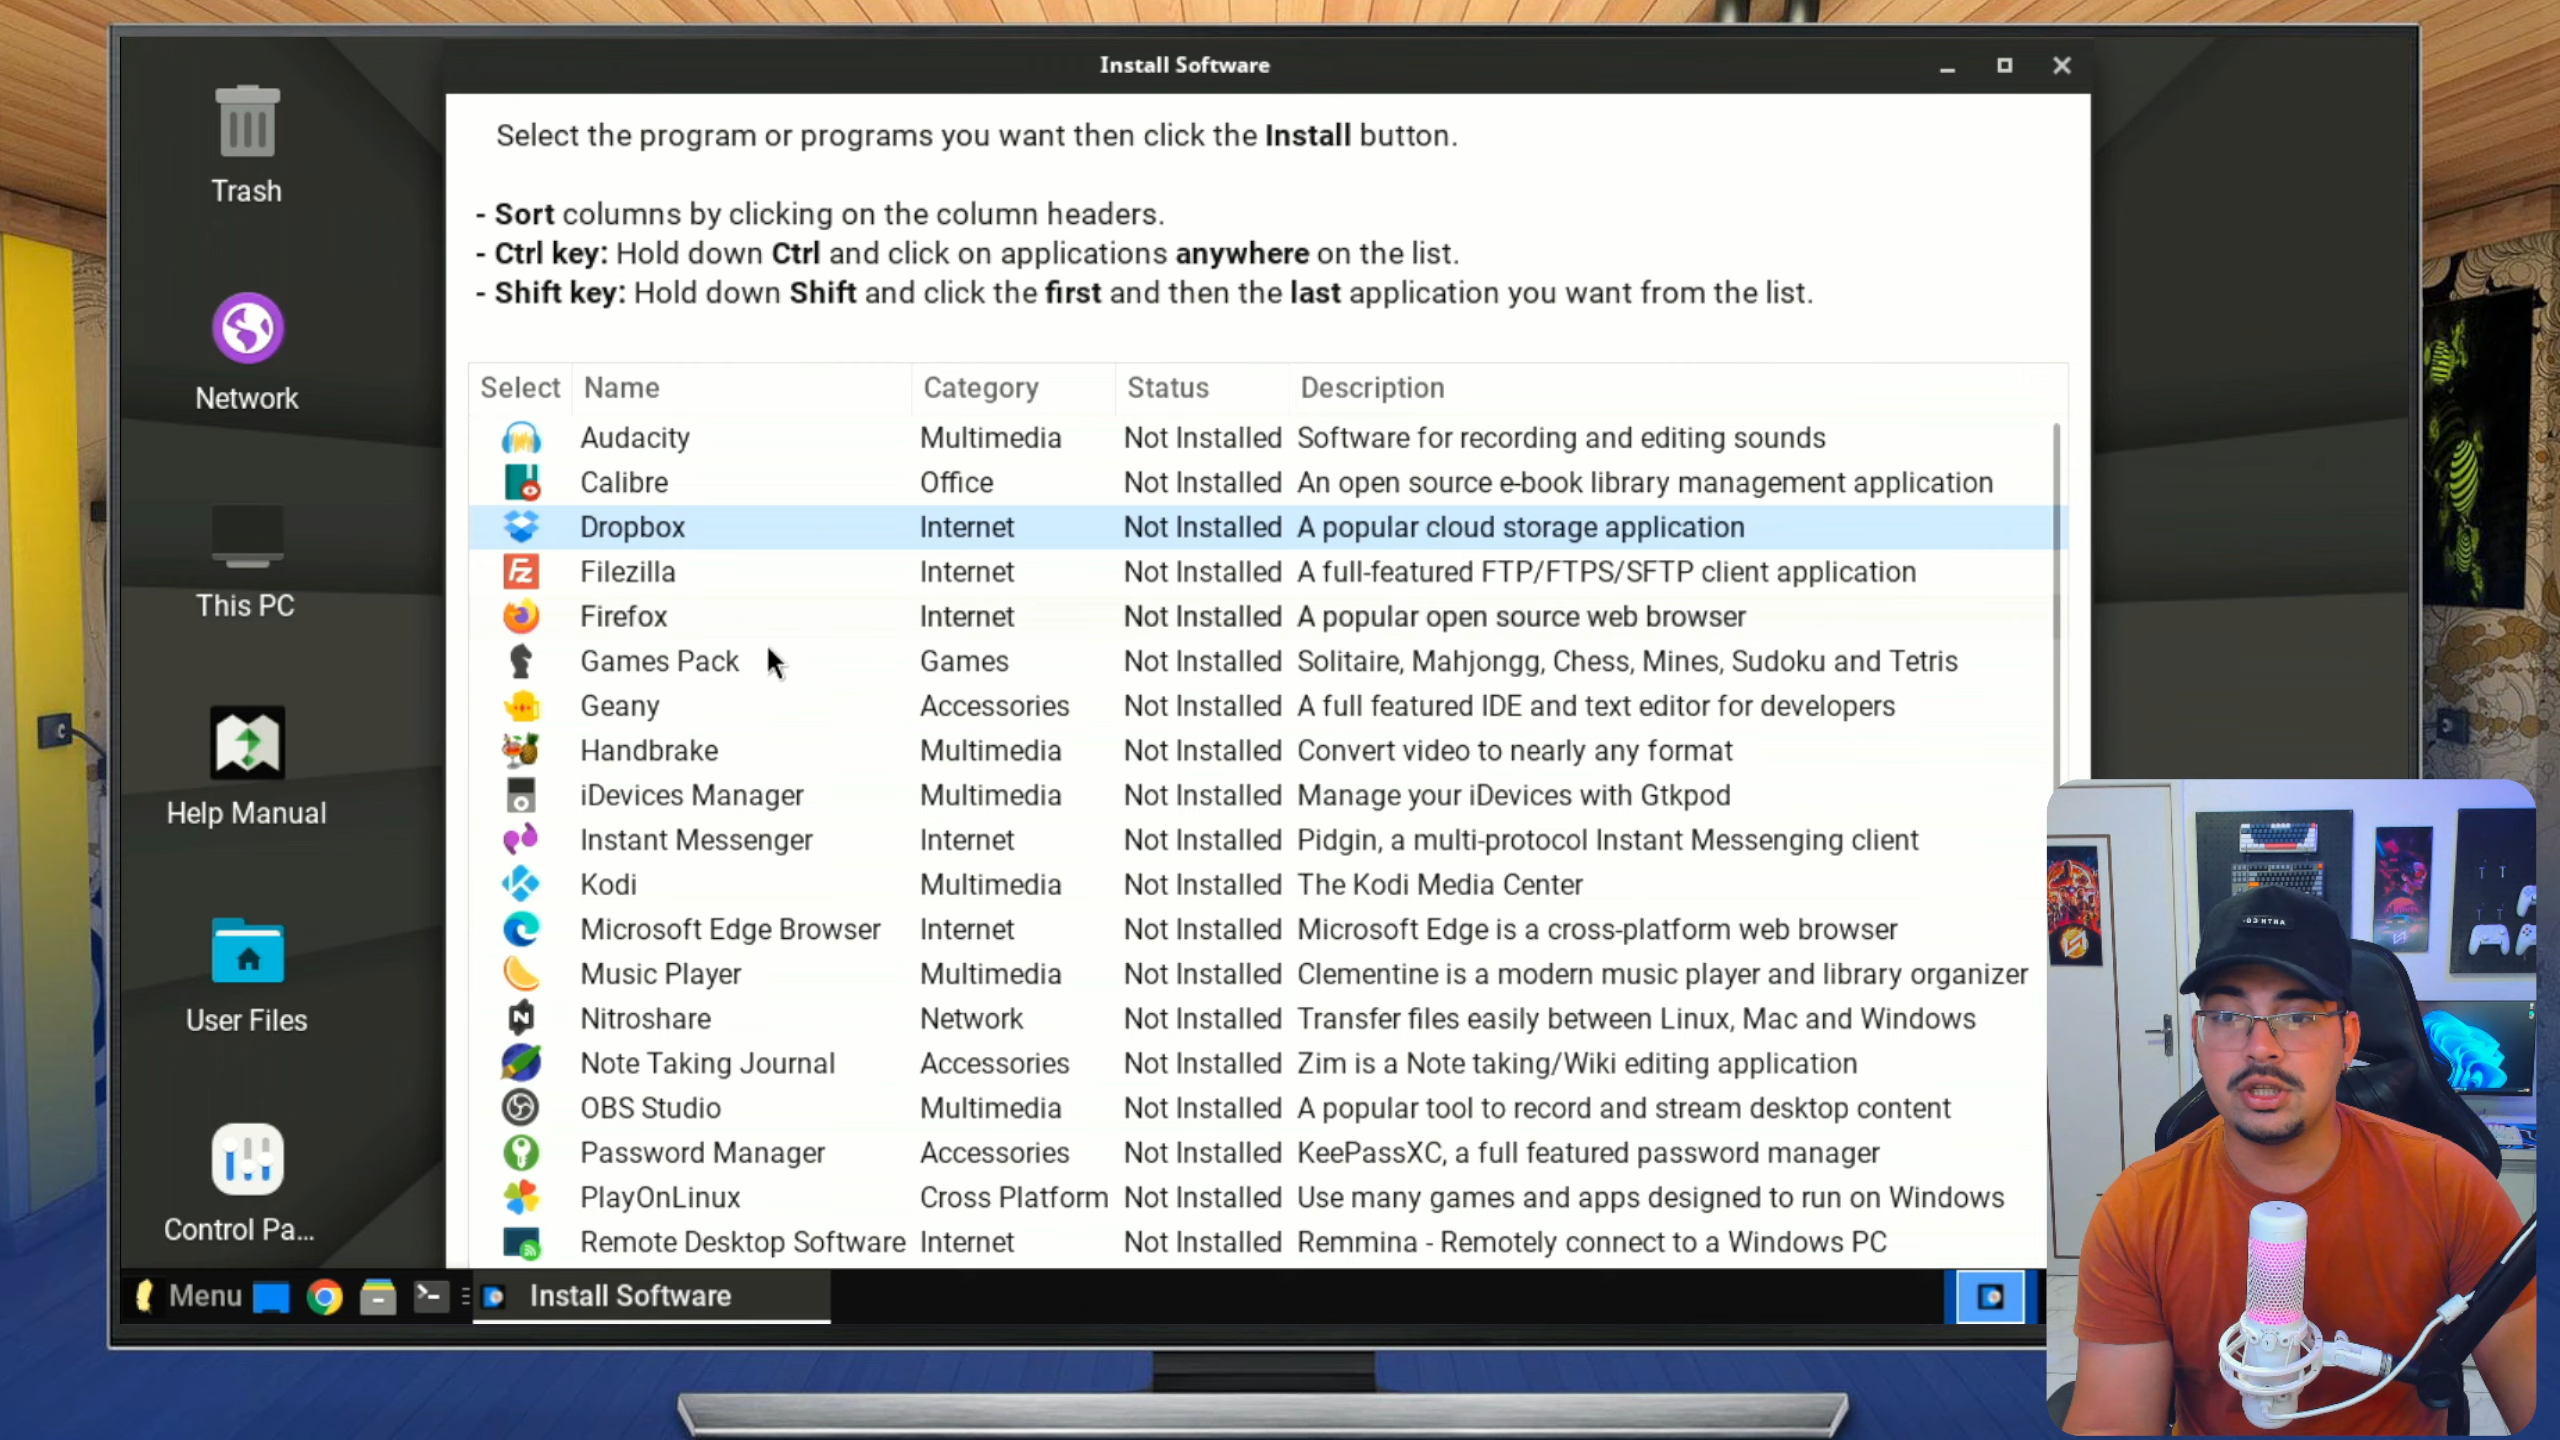 Install Software
Trash
Network
This PC
Help Manual
User Files
Control Pa...
Select the program or programs you want then click the Install button.
- Sort columns by clicking on the column headers.
- Ctrl key: Hold down Ctrl and click on applications anywhere on the list.
- Shift key: Hold down Shift and click the first and then the last application you want from the list.
Select Name Category Status Description
Audacity Multimedia Not Installed Software for recording and editing sounds
Calibre Office Not Installed An open source e-book library management application
Dropbox Internet Not Installed A popular cloud storage application
Filezilla Internet Not Installed A full-featured FTP/FTPS/SFTP client application
Firefox Internet Not Installed A popular open source web browser
Games Pack Games Not Installed Solitaire, Mahjongg, Chess, Mines, Sudoku and Tetris
Geany Accessories Not Installed A full featured IDE and text editor for developers
Handbrake Multimedia Not Installed Convert video to nearly any format
iDevices Manager Multimedia Not Installed Manage your iDevices with Gtkpod
Instant Messenger Internet Not Installed Pidgin, a multi-protocol Instant Messenging client
Kodi Multimedia Not Installed The Kodi Media Center
Microsoft Edge Browser Internet Not Installed Microsoft Edge is a cross-platform web browser
Music Player Multimedia Not Installed Clementine is a modern music player and library organizer
Nitroshare Network Not Installed Transfer files easily between Linux, Mac and Windows
Note Taking Journal Accessories Not Installed Zim is a Note taking/Wiki editing application
OBS Studio Multimedia Not Installed A popular tool to record and stream desktop content
Password Manager Accessories Not Installed KeePassXC, a full featured password manager
PlayOnLinux Cross Platform Not Installed Use many games and apps designed to run on Windows
Remote Desktop Software Internet Not Installed Remmina - Remotely connect to a Windows PC
Menu Install Software